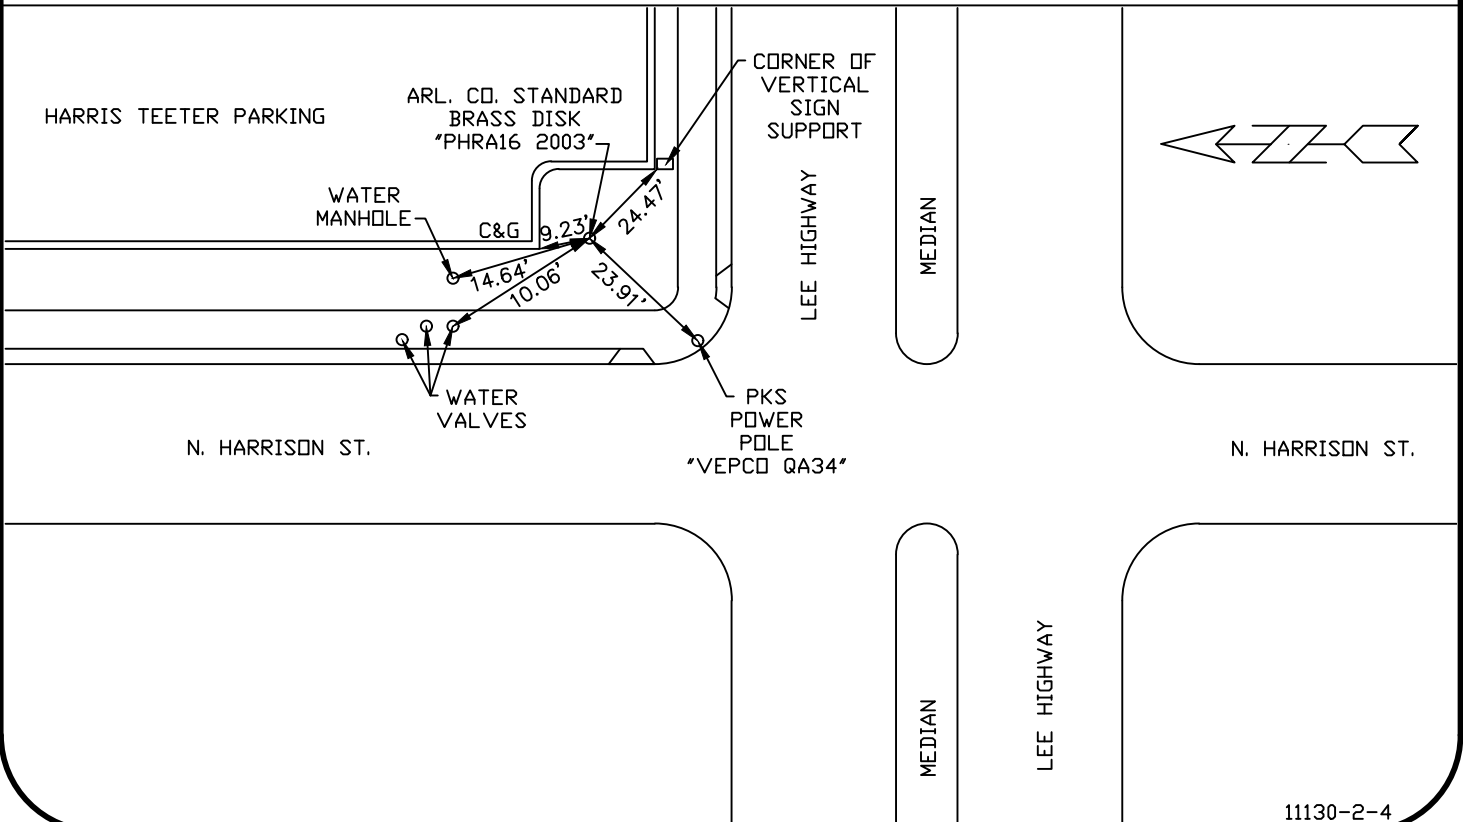 HARRIS TEETER PARKING
ARL. CO. STANDARD
BRASS DISK
"PHRA16 2003"
CORNER OF
VERTICAL
SIGN
SUPPORT
WATER
MANHOLE
C&G
9.23'
24.47'
14.64'
10.06'
23.91'
LEE HIGHWAY
MEDIAN
N
WATER
VALVES
PKS
POWER
POLE
"VEPCO QA34"
N. HARRISON ST.
N. HARRISON ST.
MEDIAN
LEE HIGHWAY
11130-2-4